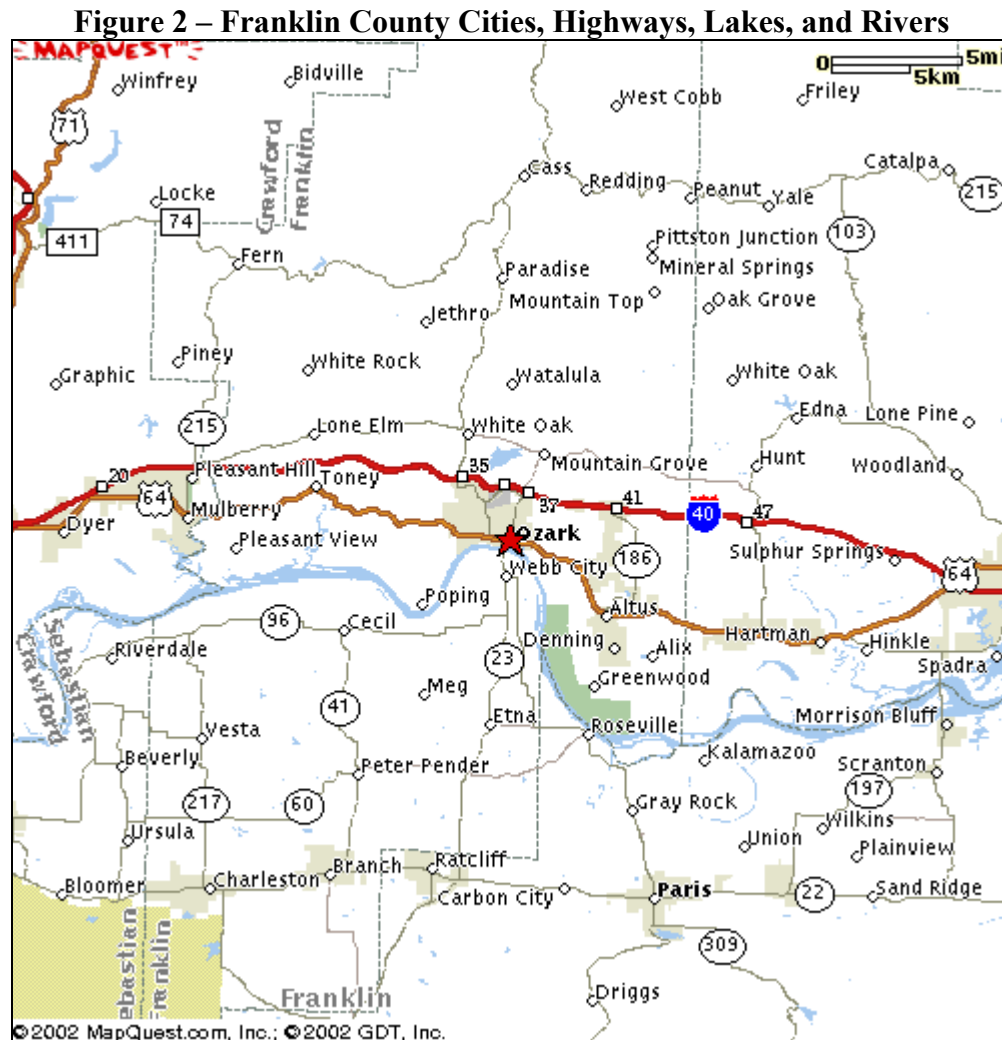 Figure 2 – Franklin County Cities, Highways, Lakes, and Rivers
MAPQUEST™
0 5mi
5km
Winfrey
Bidville
West Cobb
Friley
71
Crawford
Franklin
Cass
Redding
Peanut
Yale
Catalpa
215
Locke
74
411
103
Fern
Pittston Junction
Mineral Springs
Paradise
Mountain Top
Oak Grove
Jethro
Piney
White Rock
Graphic
Watalula
White Oak
Edna
Lone Pine
215
Lone Elm
White Oak
Mountain Grove
Hunt
Woodland
20
Pleasant Hill
35
64
Toney
37
41
40
47
Mulberry
Dyer
Ozark
Pleasant View
Sulphur Springs
186
64
Webb City
Poping
Altus
96
Cecil
Denning
Hartman
Hinkle
Sebastian
Crawford
Riverdale
23
Alix
Spadra
Greenwood
Meg
41
Etna
Roseville
Morrison Bluff
Vesta
Kalamazoo
Beverly
Peter Pender
Scranton
197
217
60
Gray Rock
Wilkins
Ursula
Union
Plainview
Branch
Ratcliff
Bloomer
Charleston
Carbon City
Paris
22
Sand Ridge
309
ebastian
Franklin
Franklin
Driggs
©2002 MapQuest.com, Inc.; ©2002 GDT, Inc.